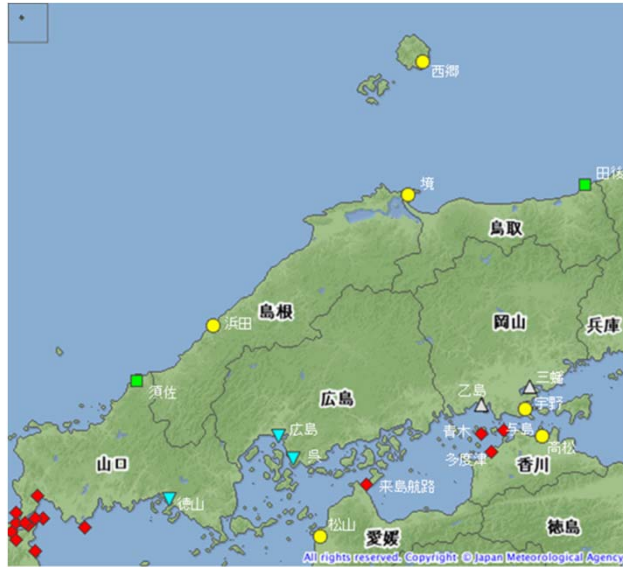 西郷
境
田後
鳥取
島根
浜田
岡山
兵庫
須佐
広島
乙島
三蟠
宇野
広島
青木
与島
呉
高松
多度津
香川
山口
来島航路
徳山
松山
愛媛
徳島
All rights reserved. Copyright © Japan Meteorological Agency